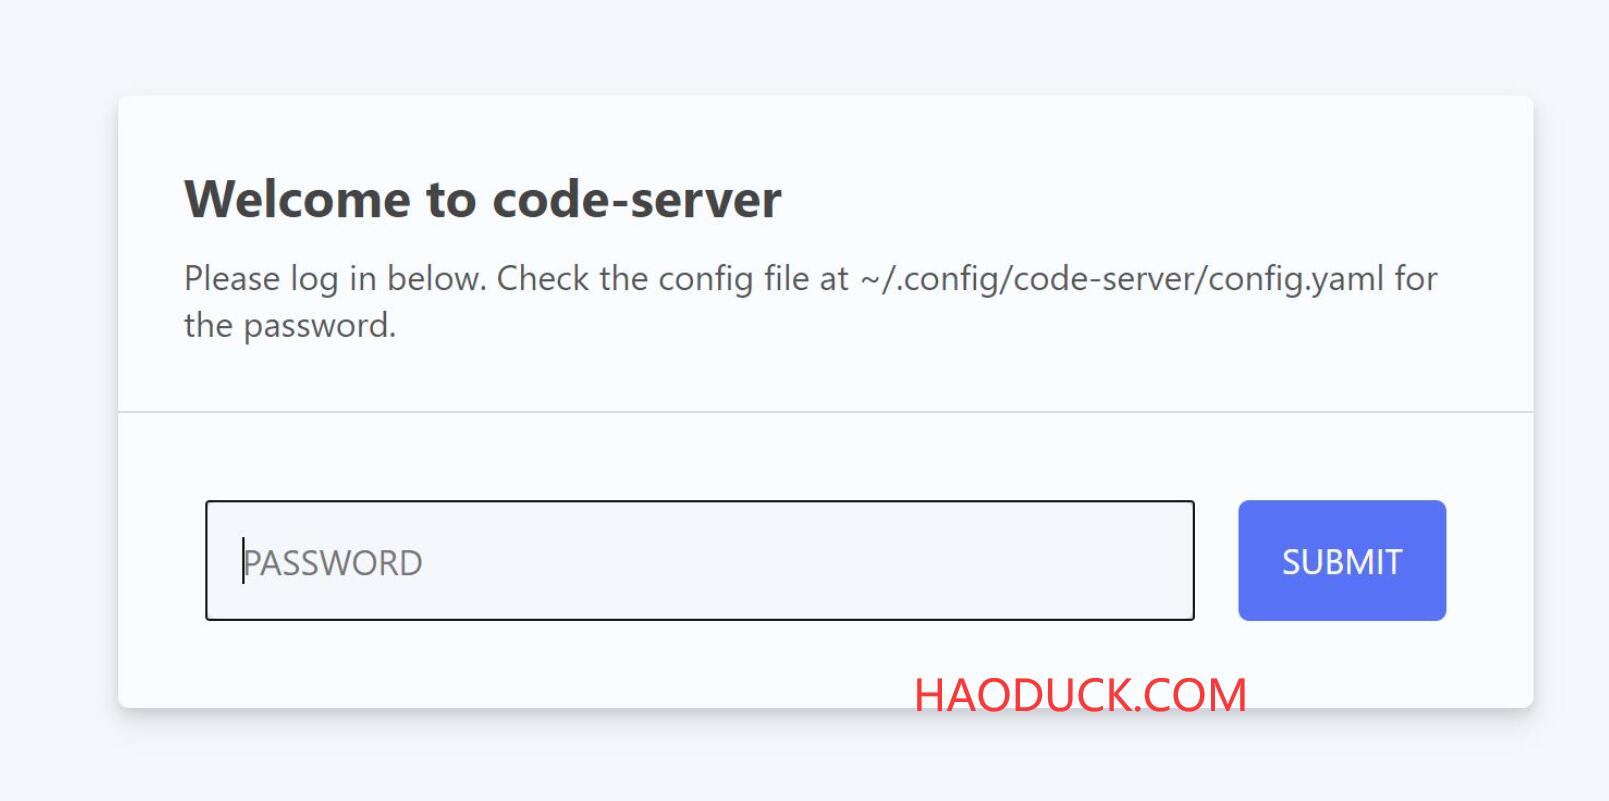 Welcome to code-server
Please log in below. Check the config file at ~/.config/code-server/config.yaml for
the password.
PASSWORD
SUBMIT
HAODUCK.COM